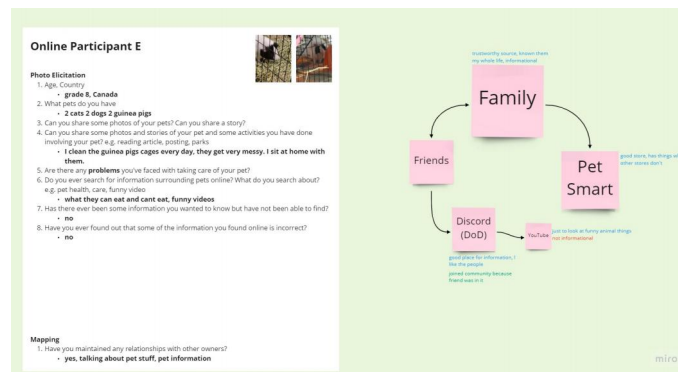 Online Participant E
Photo Elicitation
1. Age, Country
• grade 8, Canada
2. What pets do you have
• 2 cats 2 dogs 2 guinea pigs
3. Can you share some photos of your pets? Can you share a story?
4. Can you share some photos and stories of your pet and some activities you have done
involving your pet? e.g. reading article, posting, parks
• I clean the guinea pigs cages every day, they get very messy. I sit at home with
them.
5. Are there any problems you've faced with taking care of your pet?
6. Do you ever search for information surrounding pets online? What do you search about?
e.g. pet health, care, funny video
• what they can eat and cant eat, funny videos
7. Has there ever been some information you wanted to know but have not been able to find?
• no
8. Have you ever found out that some of the information you found online is incorrect?
• no
Mapping
1. Have you maintained any relationships with other owners?
• yes, talking about pet stuff, pet information
trustworthy source, known them
my whole life, informational
Family
Friends
Pet
Smart
good store, has things
other stores don't
Discord
(DoD)
good place for information, I
like the people
joined community because
friend was in it
YouTube
just to look at funny animal things
not informational
miro